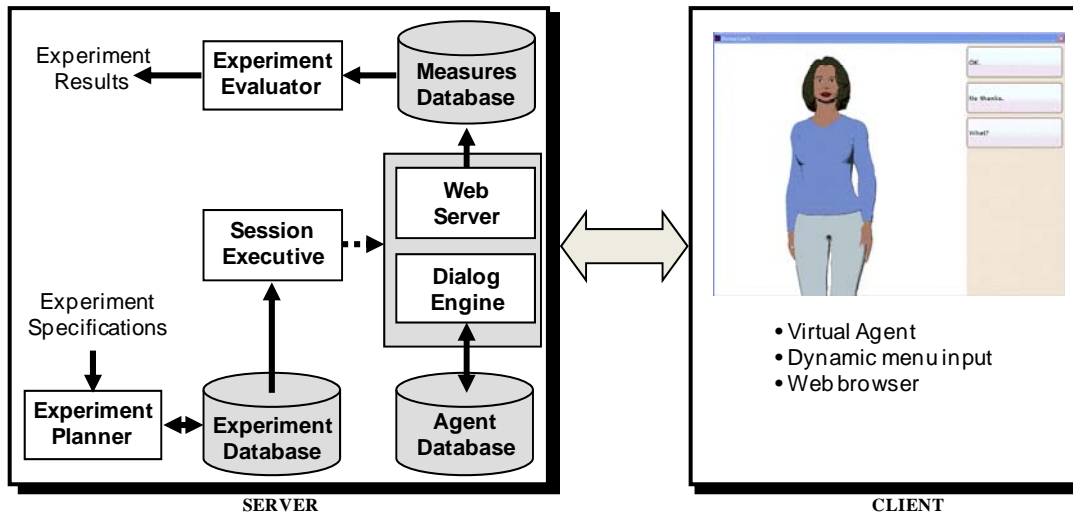 Experiment
Results
Experiment
Evaluator
Measures
Database
Web
Server
Session
Executive
Dialog
Engine
Experiment
Specifications
Experiment
Planner
Experiment
Database
Agent
Database
SERVER
OK.
No thanks.
What?
• Virtual Agent
• Dynamic menu input
• Web browser
CLIENT